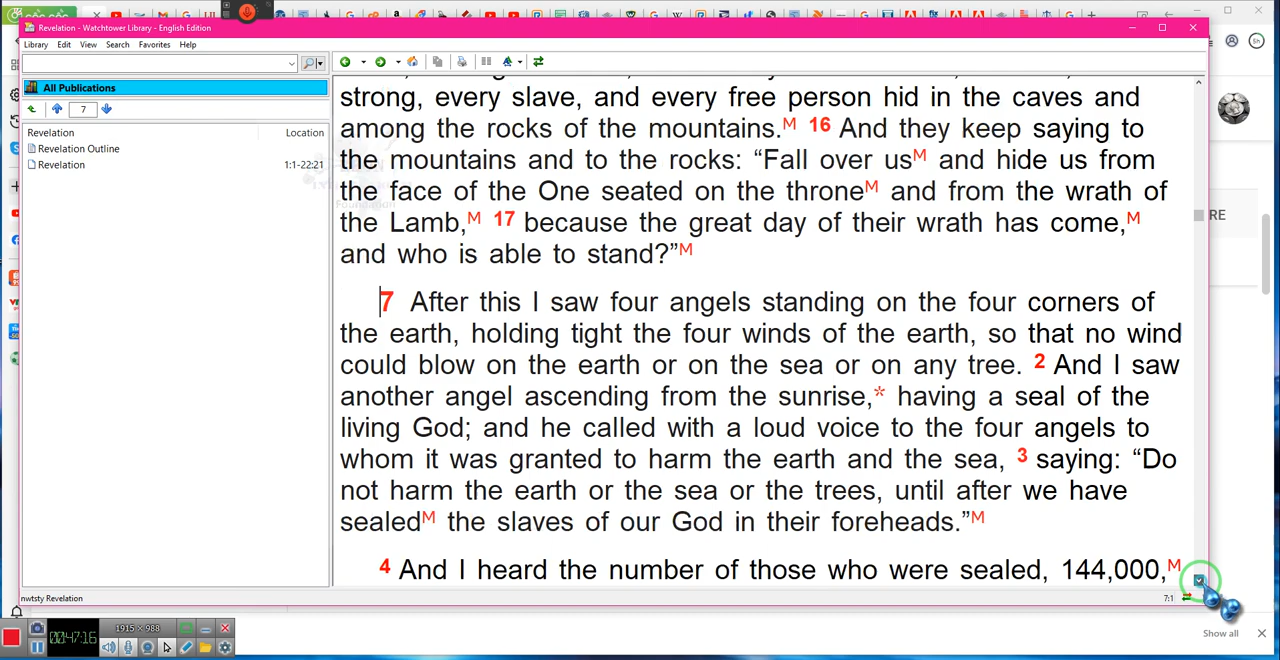 Revelation - Watchtower Library - English Edition
Library Edit View Search Favorites Help
All Publications
7
Revelation Location
Revelation Outline
Revelation 1:1-22:21
strong, every slave, and every free person hid in the caves and
among the rocks of the mountains.M 16 And they keep saying to
the mountains and to the rocks: “Fall over usM and hide us from
the face of the One seated on the throneM and from the wrath of
the Lamb,M 17 because the great day of their wrath has come,M
and who is able to stand?”M
7 After this I saw four angels standing on the four corners of
the earth, holding tight the four winds of the earth, so that no wind
could blow on the earth or on the sea or on any tree. 2 And I saw
another angel ascending from the sunrise,* having a seal of the
living God; and he called with a loud voice to the four angels to
whom it was granted to harm the earth and the sea, 3 saying: “Do
not harm the earth or the sea or the trees, until after we have
sealedM the slaves of our God in their foreheads.”M
4 And I heard the number of those who were sealed, 144,000,M
nwtsty Revelation 7:1
RE
Show all
1915 x 988
00:47:16